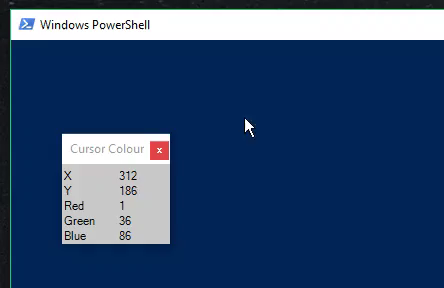 Windows PowerShell
Cursor Colour x
X 312
Y 186
Red 1
Green 36
Blue 86